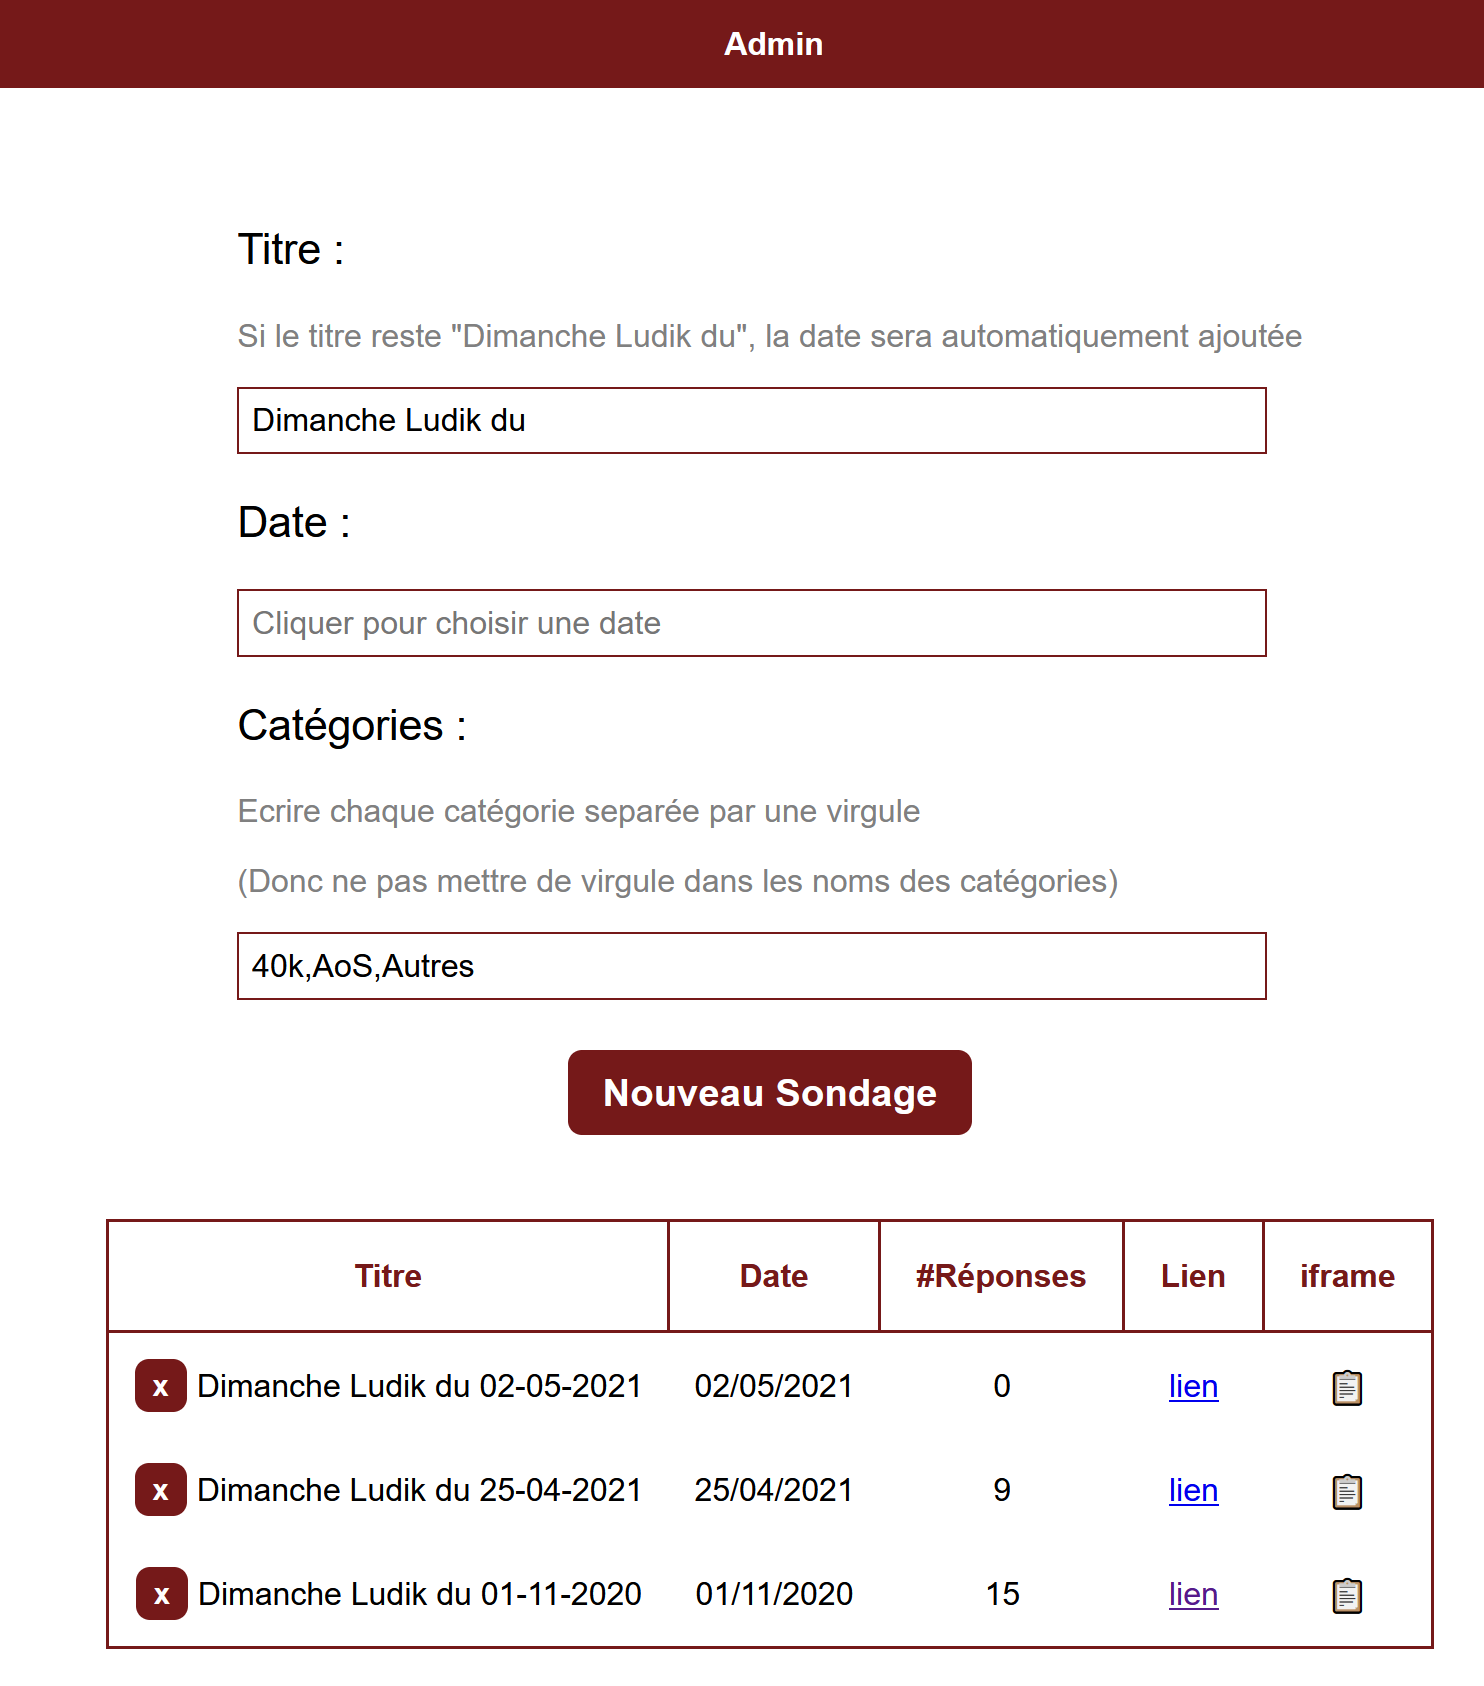 Admin
Titre :
Si le titre reste "Dimanche Ludik du", la date sera automatiquement ajoutée
Dimanche Ludik du
Date :
Cliquer pour choisir une date
Catégories :
Ecrire chaque catégorie separée par une virgule
(Donc ne pas mettre de virgule dans les noms des catégories)
40k,AoS,Autres
Nouveau Sondage
Titre Date #Réponses Lien iframe
x Dimanche Ludik du 02-05-2021 02/05/2021 0 lien
x Dimanche Ludik du 25-04-2021 25/04/2021 9 lien
x Dimanche Ludik du 01-11-2020 01/11/2020 15 lien